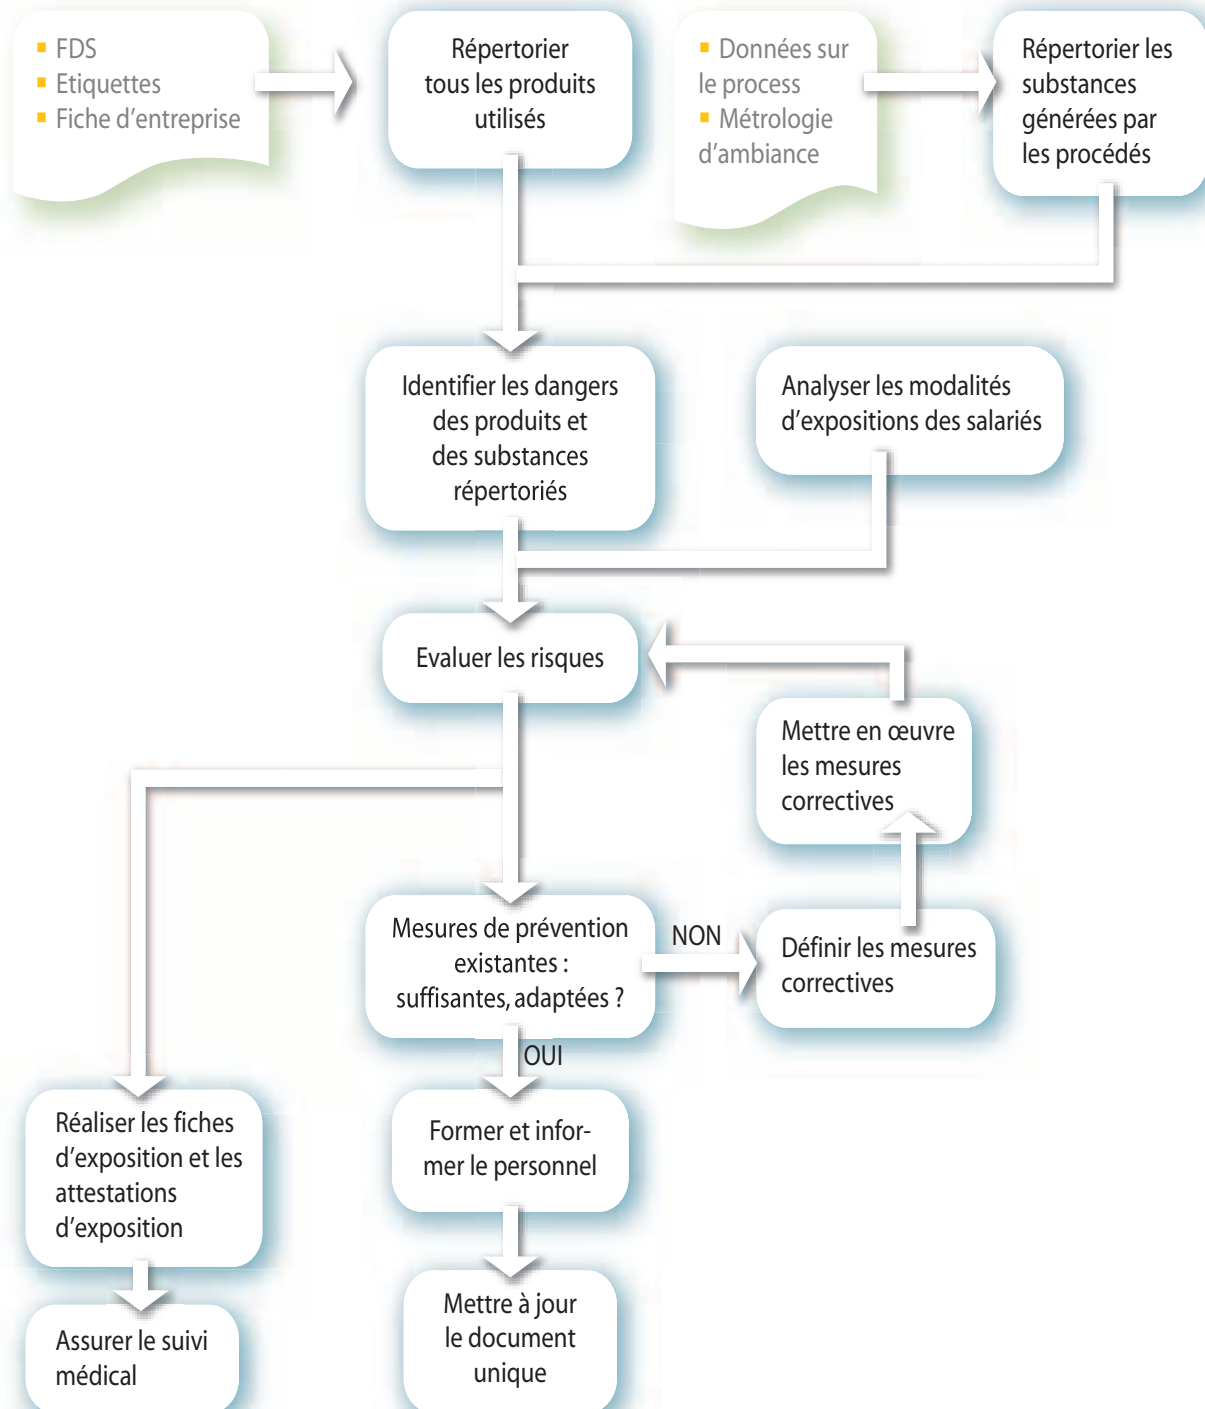 ▪ FDS
▪ Etiquettes
▪ Fiche d'entreprise
Répertorier
tous les produits
utilisés
▪ Données sur
le process
▪ Métrologie
d'ambiance
Répertorier les
substances
générées par
les procédés
Identifier les dangers
des produits et
des substances
répertoriés
Analyser les modalités
d'expositions des salariés
Evaluer les risques
Mettre en œuvre
les mesures
correctives
Mesures de prévention
existantes :
suffisantes, adaptées ?
NON
Définir les mesures
correctives
OUI
Réaliser les fiches
d'exposition et les
attestations
d'exposition
Former et infor-
mer le personnel
Assurer le suivi
médical
Mettre à jour
le document
unique